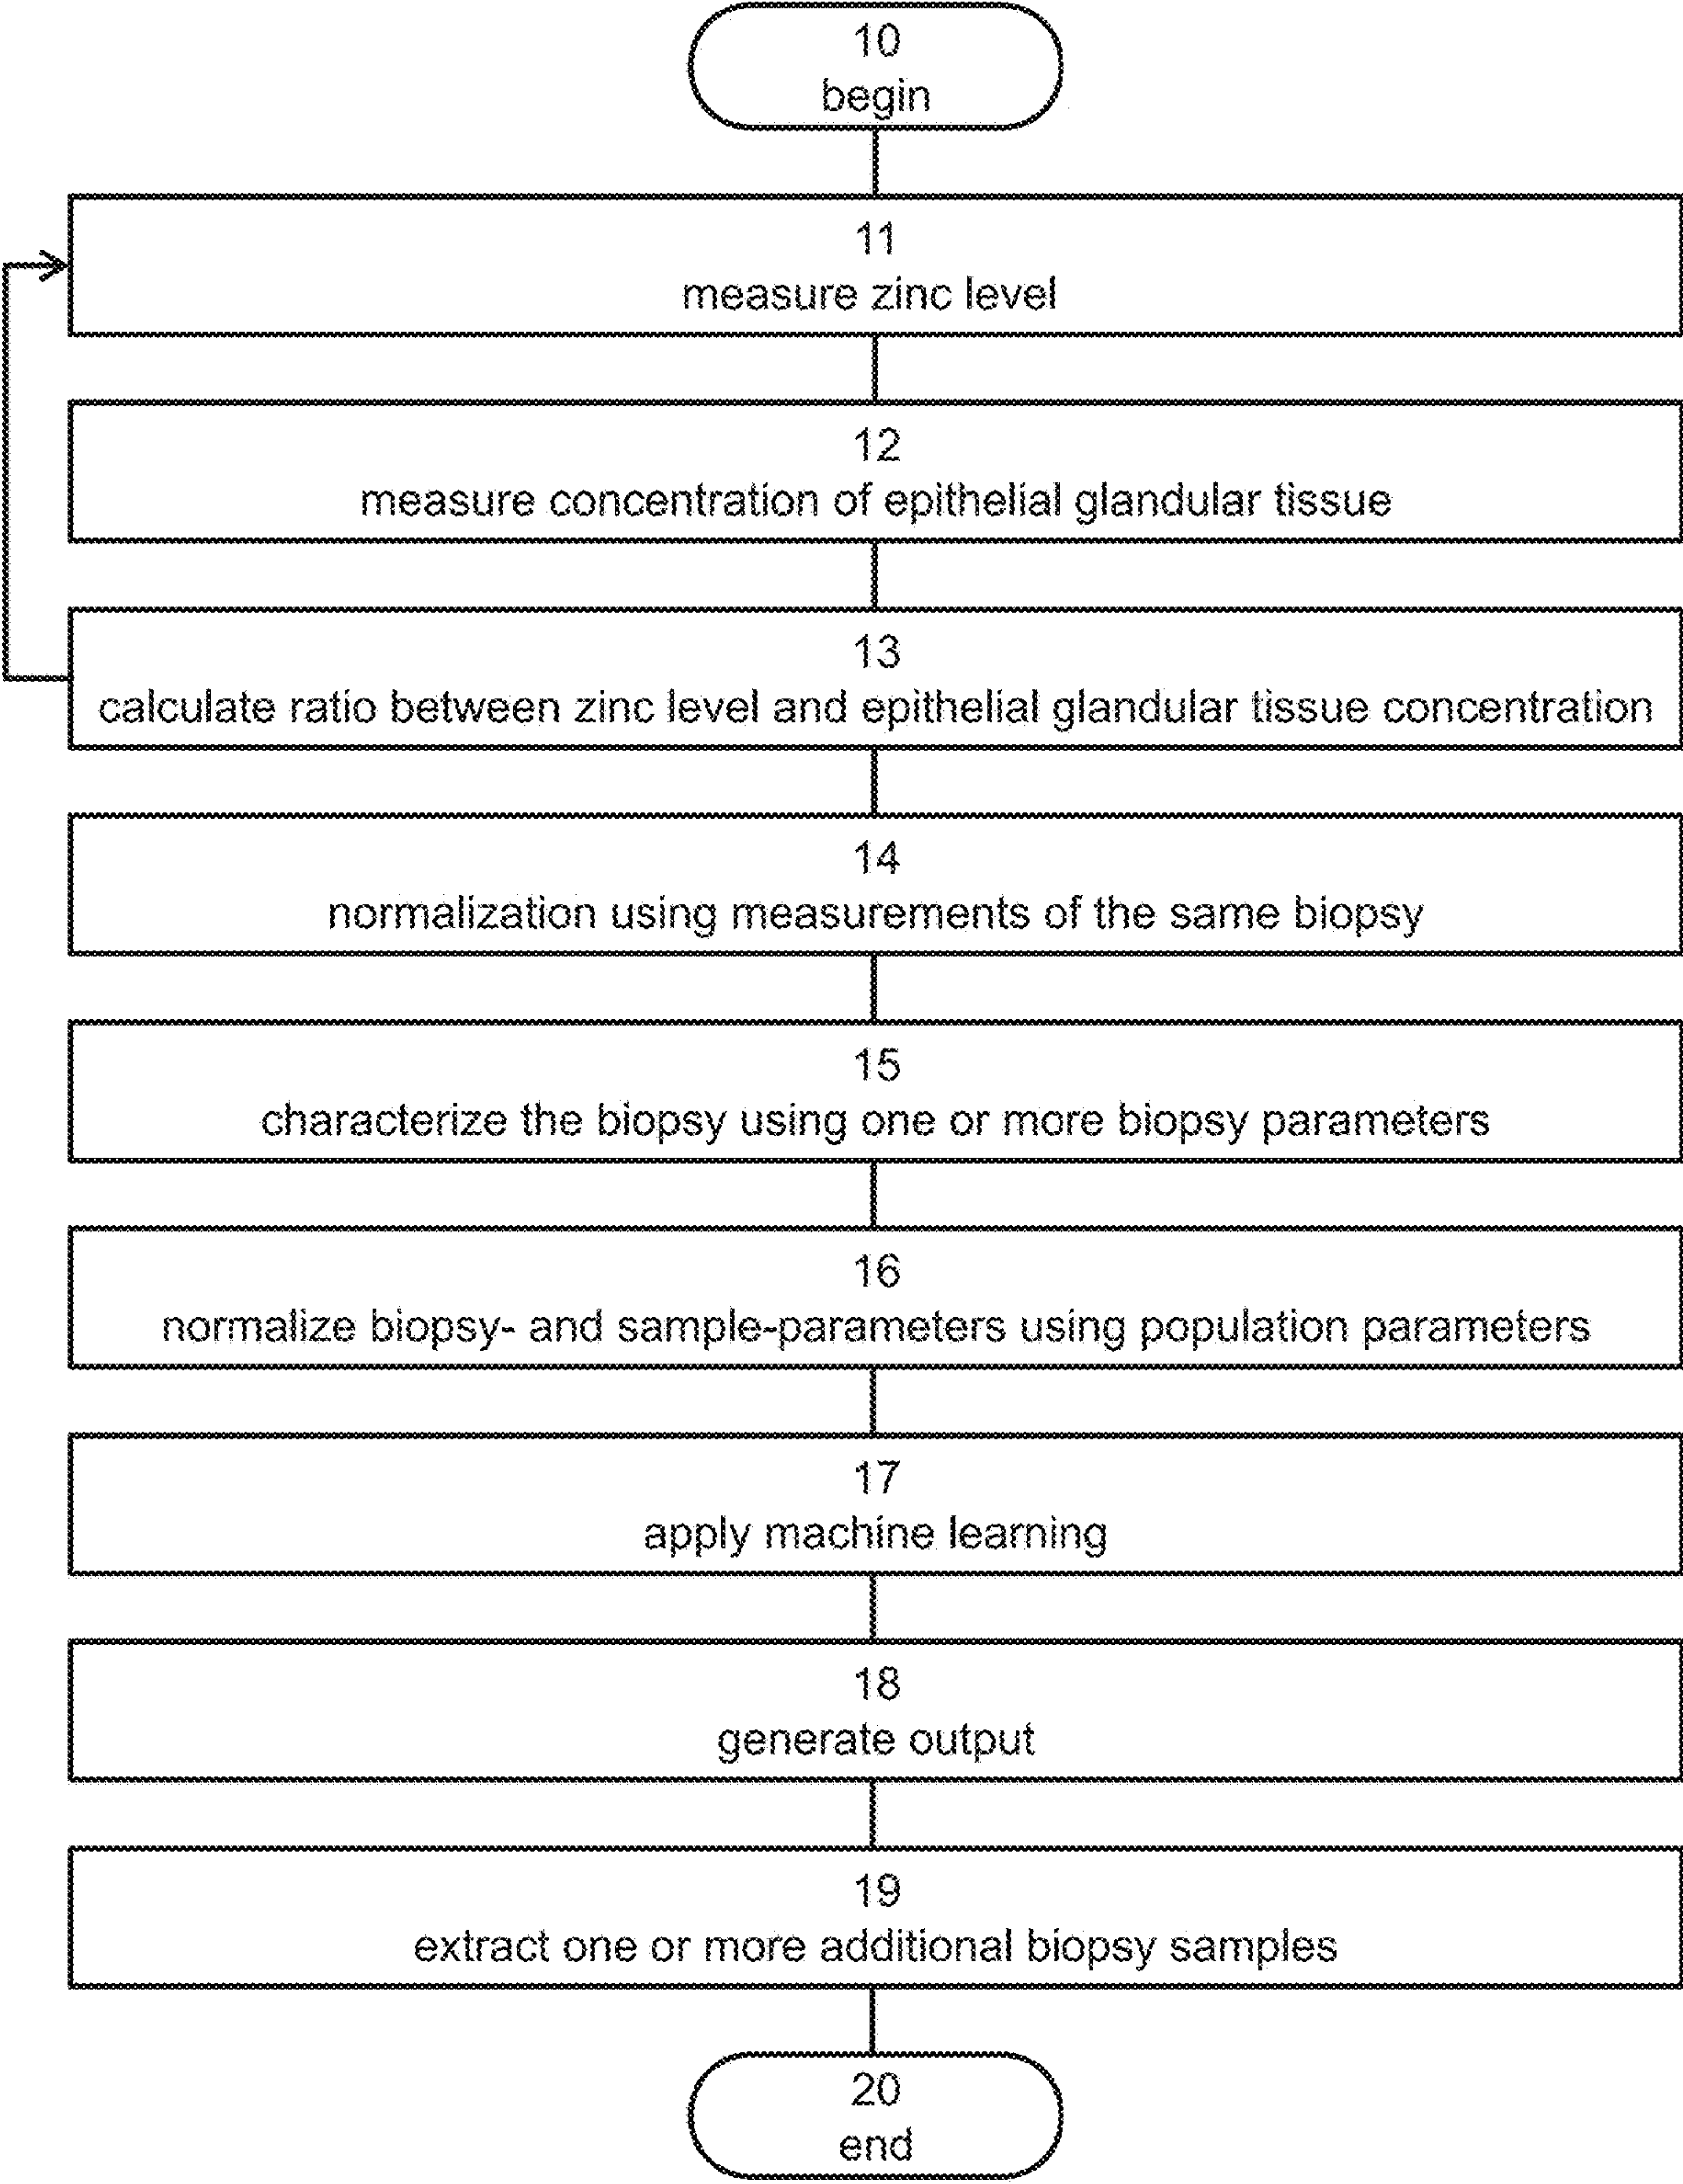 10
begin
11
measure zinc level
12
measure concentration of epithelial glandular tissue
13
calculate ratio between zinc level and epithelial glandular tissue concentration
14
normalization using measurements of the same biopsy
15
characterize the biopsy using one or more biopsy parameters
16
normalize biopsy- and sample-parameters using population parameters
17
apply machine learning
18
generate output
19
extract one or more additional biopsy samples
20
end